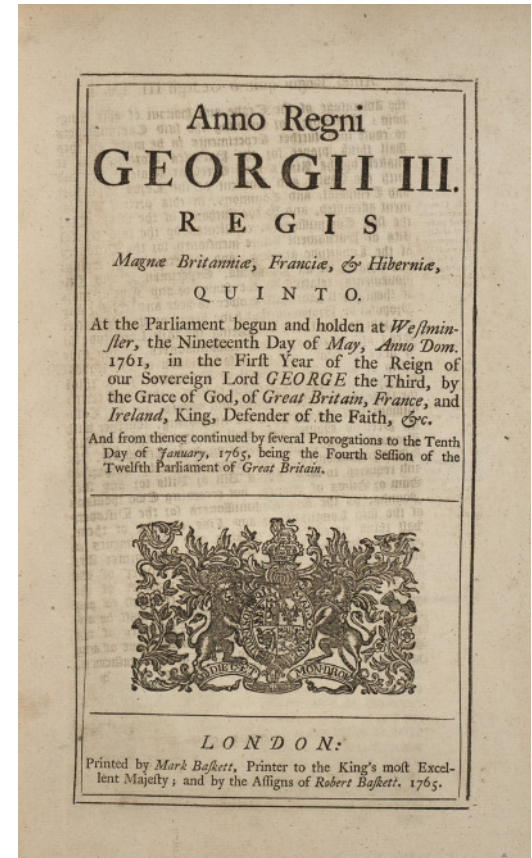 Anno Regni
GEORGII III.
REGIS
Magnæ Britanniæ, Franciæ, & Hiberniæ,
QUINTO.
At the Parliament begun and holden at Weſtmin-
ſter, the Nineteenth Day of May, Anno Dom.
1761, in the Firſt Year of the Reign of
our Sovereign Lord GEORGE the Third, by
the Grace of God, of Great Britain, France, and
Ireland, King, Defender of the Faith, &c.
And from thence continued by ſeveral Prorogations to the Tenth
Day of January, 1765, being the Fourth Seſſion of the
Twelfth Parliament of Great Britain.
DIEU ET MON DROIT
LONDON:
Printed by Mark Baſkett, Printer to the King's moſt Excel-
lent Majeſty; and by the Aſſigns of Robert Baſkett. 1765.